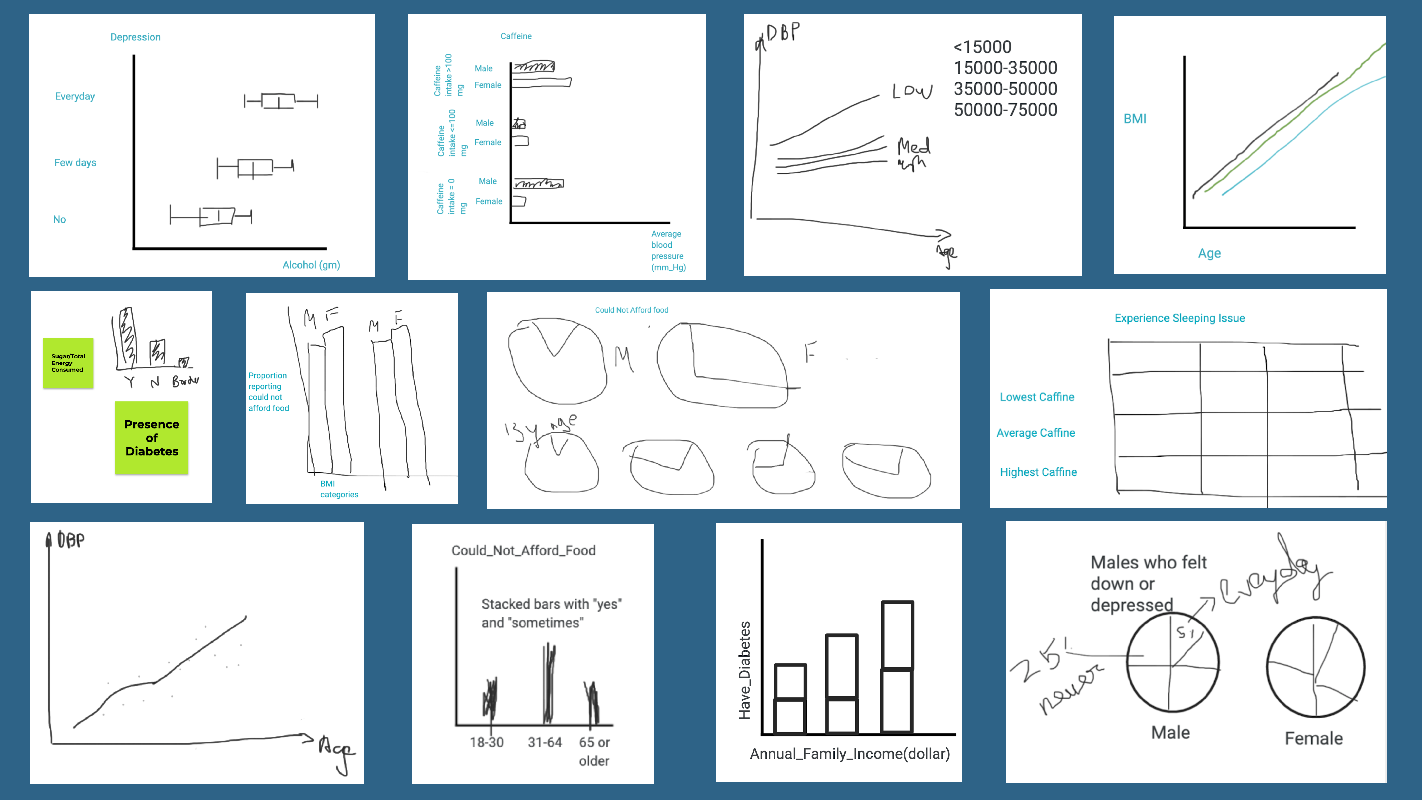 Depression
Everyday
Few days
No
Alcohol (gm)
Caffeine
Caffeine
intake >100
mg
Male
Female
Caffeine
intake <=100
mg
Male
Female
Caffeine
intake = 0
mg
Male
Female
Average
blood
pressure
(mm_Hg)
DBP
<15000
15000-35000
35000-50000
50000-75000
LOW
Med
Age
BMI
Age
Sugar/Total
Energy
Consumed
Y N Border
Presence
of
Diabetes
M F M F
Proportion
reporting
could not
afford food
BMI
categories
Could Not Afford food
M
F
By age
Experience Sleeping Issue
Lowest Caffine
Average Caffine
Highest Caffine
DBP
Age
Could_Not_Afford_Food
Stacked bars with "yes"
and "sometimes"
18-30
31-64
65 or
older
Have_Diabetes
Annual_Family_Income(dollar)
Males who felt
down or
depressed
Everyday
25%
never
Male
Female